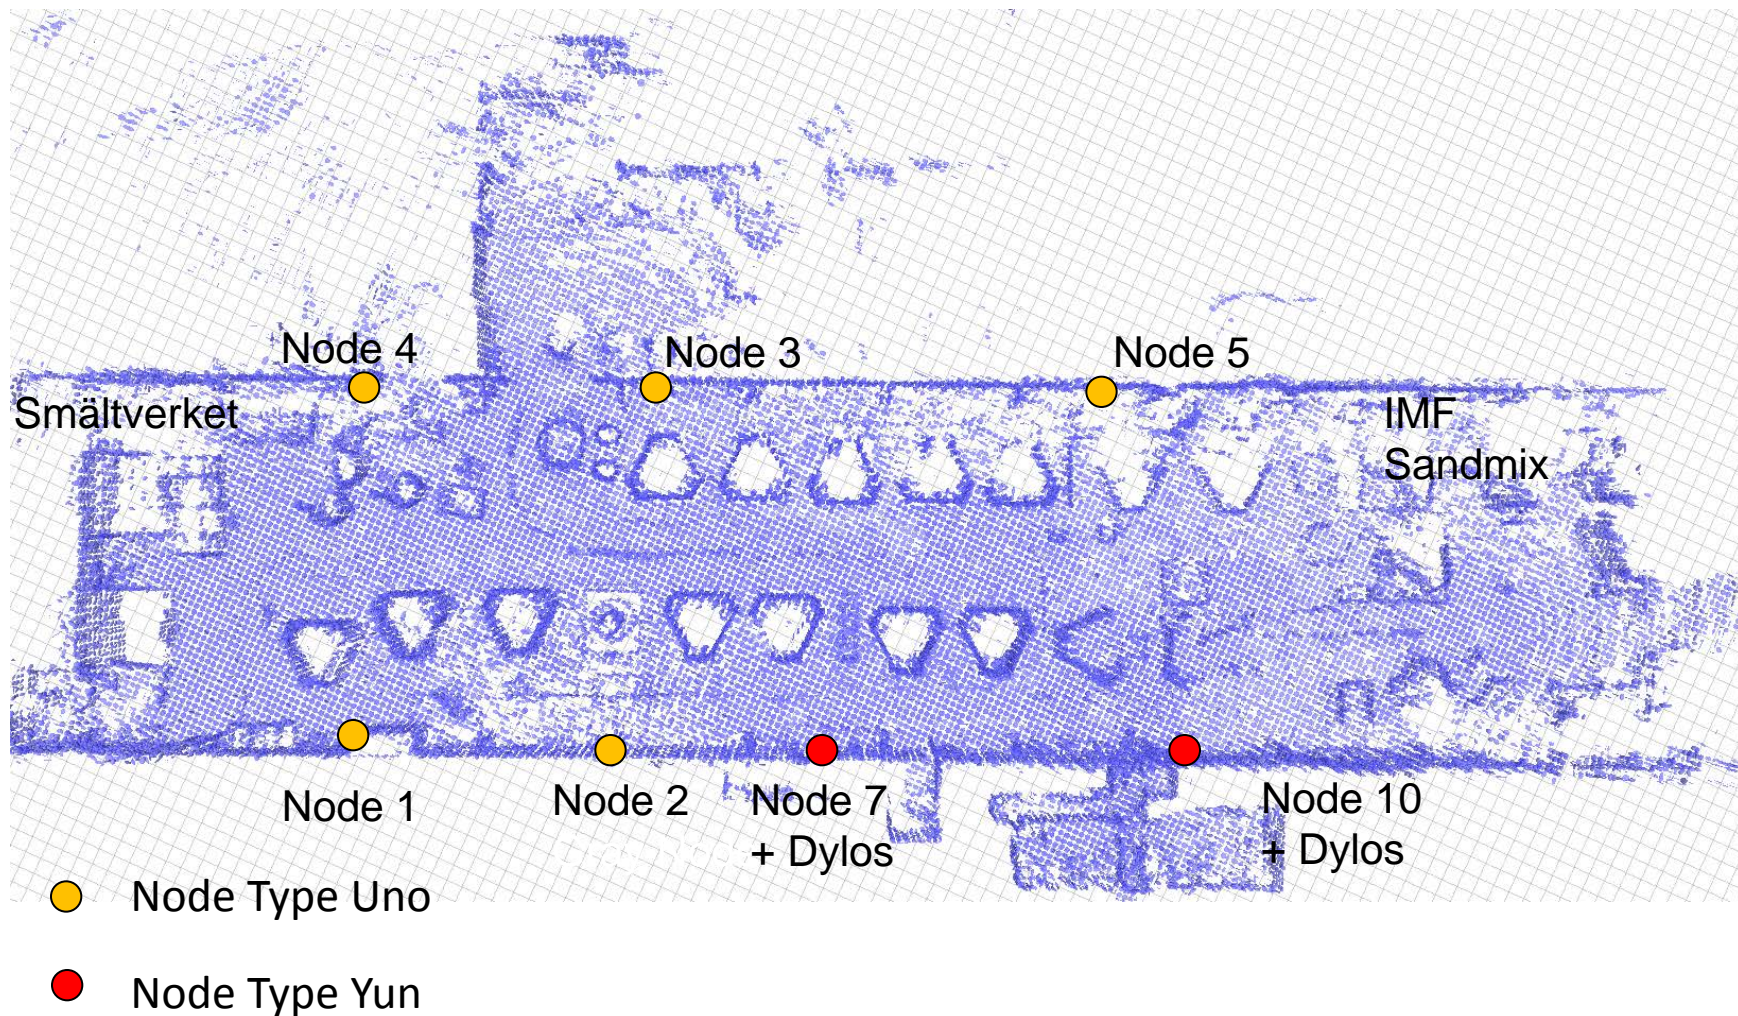 Node 4
Node 3
Node 5
Smältverket
IMF
Sandmix
Node 1
Node 2
Node 7
+ Dylos
Node 10
+ Dylos
Node Type Uno
Node Type Yun